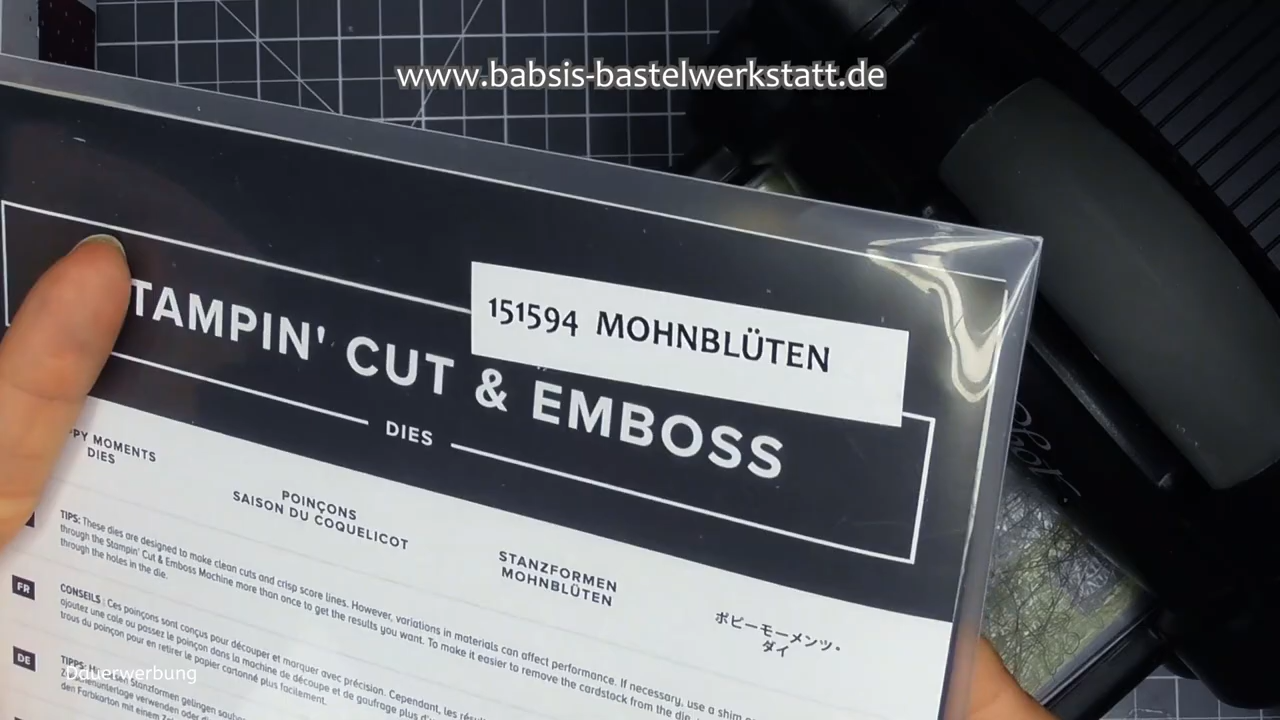 www.babsis-bastelwerkstatt.de
151594 MOHNBLÜTEN
TAMPIN' CUT & EMBOSS
DIES
PY MOMENTS
DIES
POINÇONS
SAISON DU COQUELICOT
STANZFORMEN
MOHNBLÜTEN
ポピーモーメンツ・
ダイ
TIPS: These dies are designed to make clean cuts and crisp score lines. However, variations in materials can affect performance. If necessary, use a shim
through the Stampin' Cut & Emboss Machine more than once to get the results you want. To make it easier to remove the cardstock from the die
through the holes in the die.
FR
CONSEILS : Ces poinçons sont conçus pour découper et marquer avec précision. Cependant, les
ajoutez une cale ou passez le poinçon dans la machine de découpe et de gaufrage plus
trous du poinçon pour en retirer le papier cartonné plus facilement.
DE
TIPPS: Stanzformen gelingen
verwenden oder
den Farbkarton mit einem
Dauerwerbung